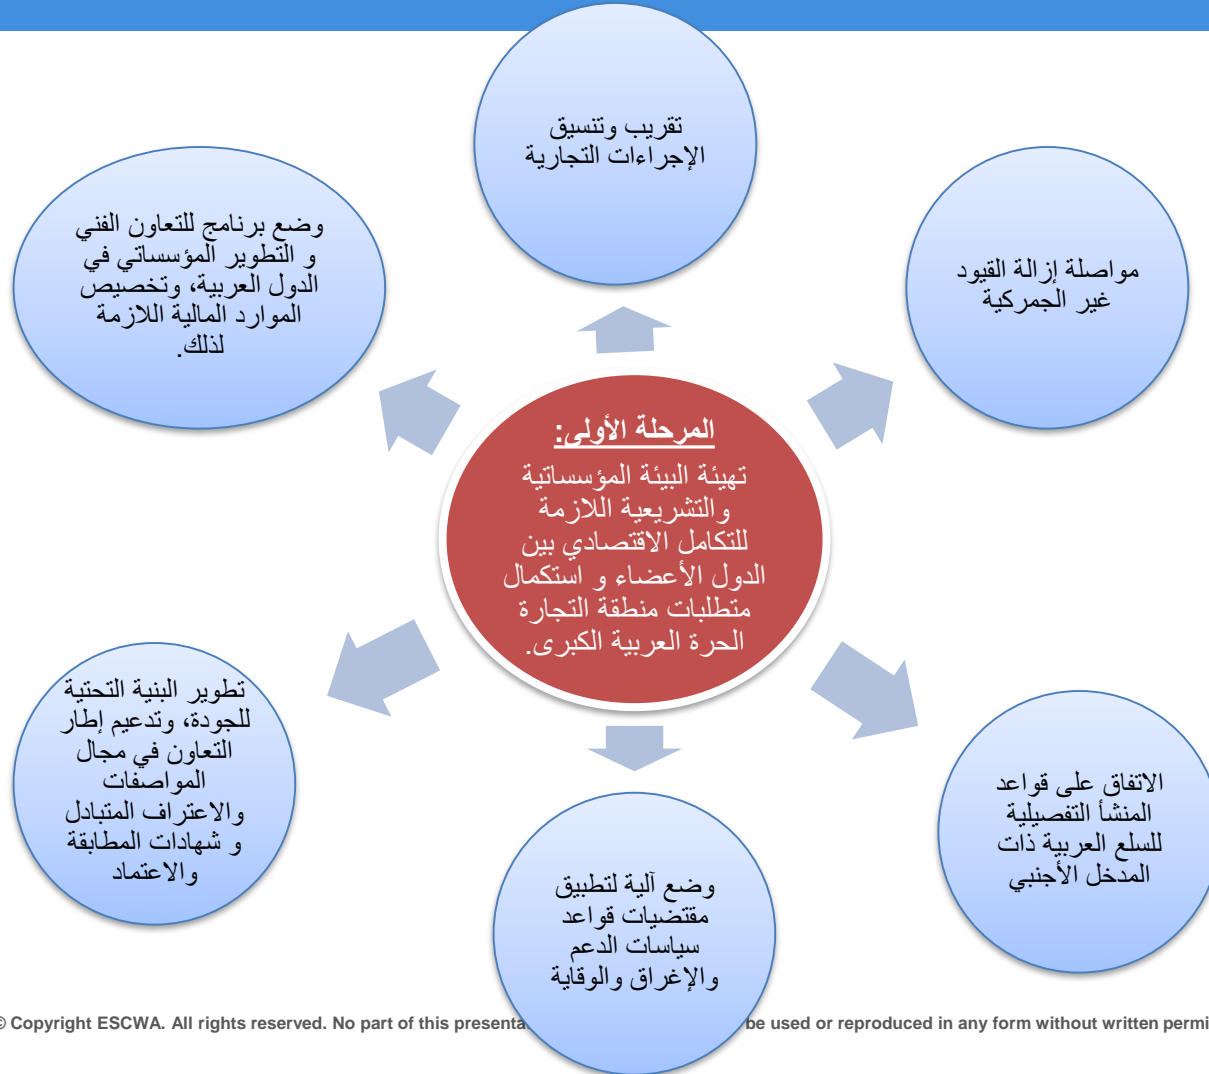 تقريب وتنسيق
الإجراءات التجارية
مواصلة إزالة القيود
غير الجمركية
وضع برنامج للتعاون الفني
و التطوير المؤسساتي في
الدول العربية، وتخصيص
الموارد المالية اللازمة
لذلك.
المرحلة الأولى:
تهيئة البيئة المؤسساتية
والتشريعية اللازمة
للتكامل الاقتصادي بين
الدول الأعضاء و استكمال
متطلبات منطقة التجارة
الحرة العربية الكبرى.
الاتفاق على قواعد
المنشأ التفصيلية
للسلع العربية ذات
المدخل الأجنبي
تطوير البنية التحتية
للجودة، وتدعيم إطار
التعاون في مجال
المواصفات
والاعتراف المتبادل
و شهادات المطابقة
والاعتماد
وضع آلية لتطبيق
مقتضيات قواعد
سياسات الدعم
والإغراق والوقاية
© Copyright ESCWA. All rights reserved. No part of this presenta be used or reproduced in any form without written permi